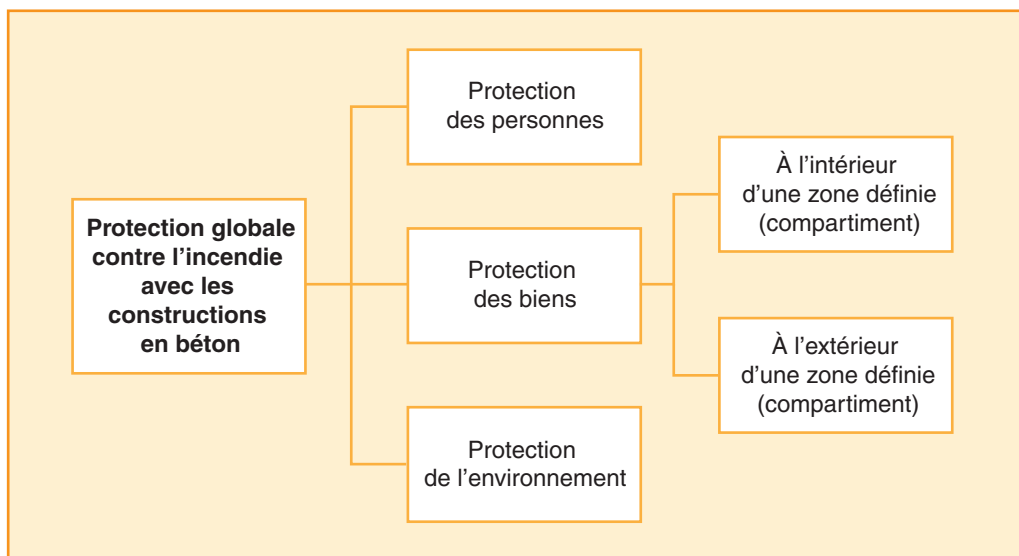 Protection globale
contre l’incendie
avec les
constructions
en béton
Protection
des personnes
Protection
des biens
Protection
de l’environnement
À l’intérieur
d’une zone définie
(compartiment)
À l’extérieur
d’une zone définie
(compartiment)